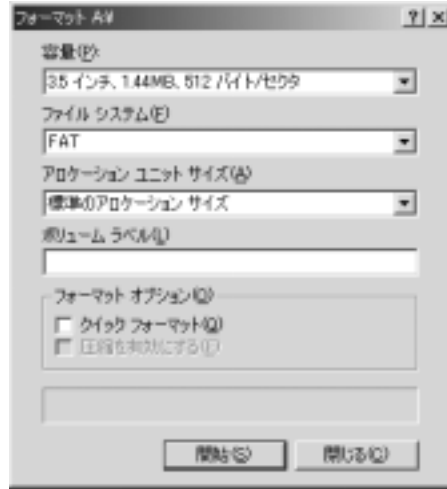 フォーマット A:¥
容量(P):
3.5 インチ、1.44MB、512 バイト/セクタ
ファイル システム(F)
FAT
アロケーション ユニット サイズ(A)
標準のアロケーション サイズ
ボリューム ラベル(L)
フォーマット オプション(O)
クイック フォーマット(Q)
圧縮を有効にする(E)
開始(S)
閉じる(C)